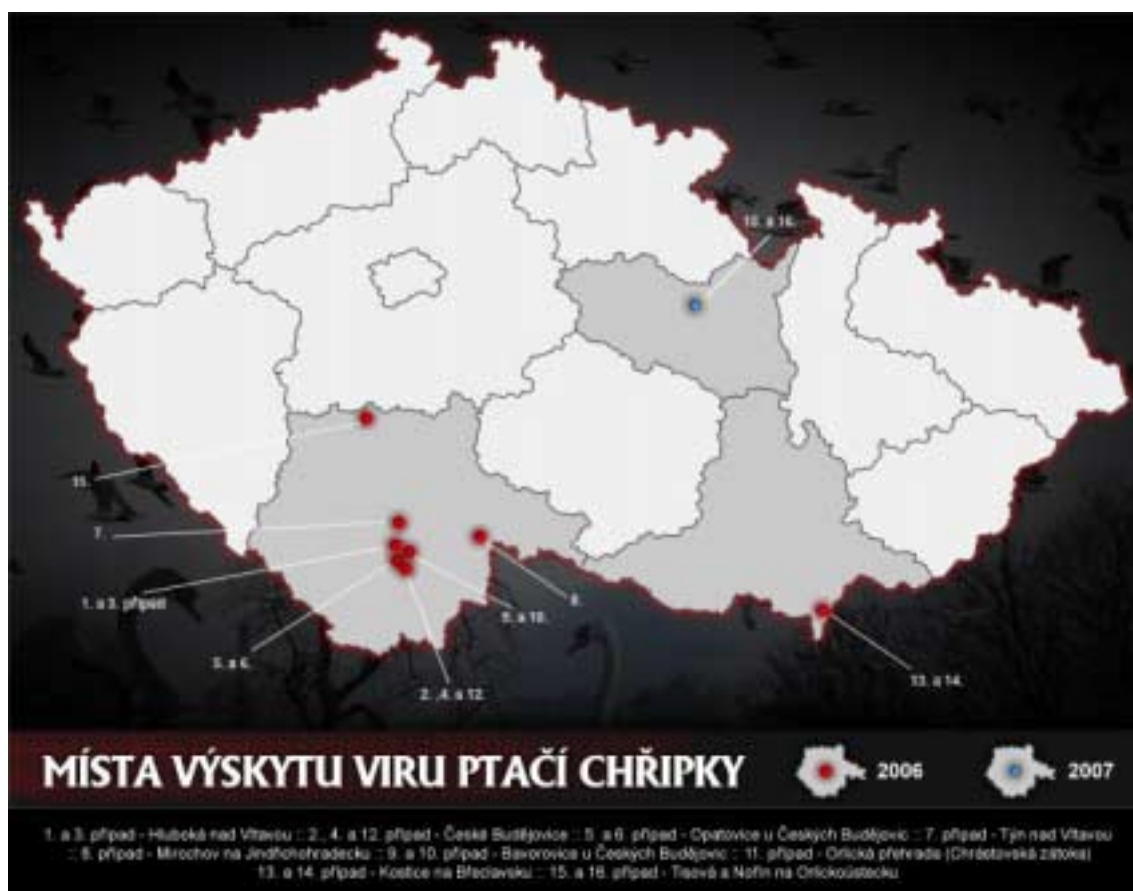 15. a 16.
11.
7.
1. a 3. případ
8.
9. a 10.
5. a 6.
2. ,4. a 12.
13. a 14.
MÍSTA VÝSKYTU VIRU PTAČÍ CHŘIPKY
2006
2007
1. a 3. případ - Hluboká nad Vltavou :: 2., 4. a 12. případ - České Budějovice :: 5. a 6. případ - Opatovice u Českých Budějovic :: 7. případ - Týn nad Vltavou
:: 8. případ - Mirochov na Jindřichohradecku :: 9. a 10. případ - Bavorovice u Českých Budějovic :: 11. případ - Orlická přehrada (Chrástovská zátoka)
13. a 14. případ - Kostice na Břeclavsku :: 15. a 16. případ - Tisová a Nořín na Orlickoústecku